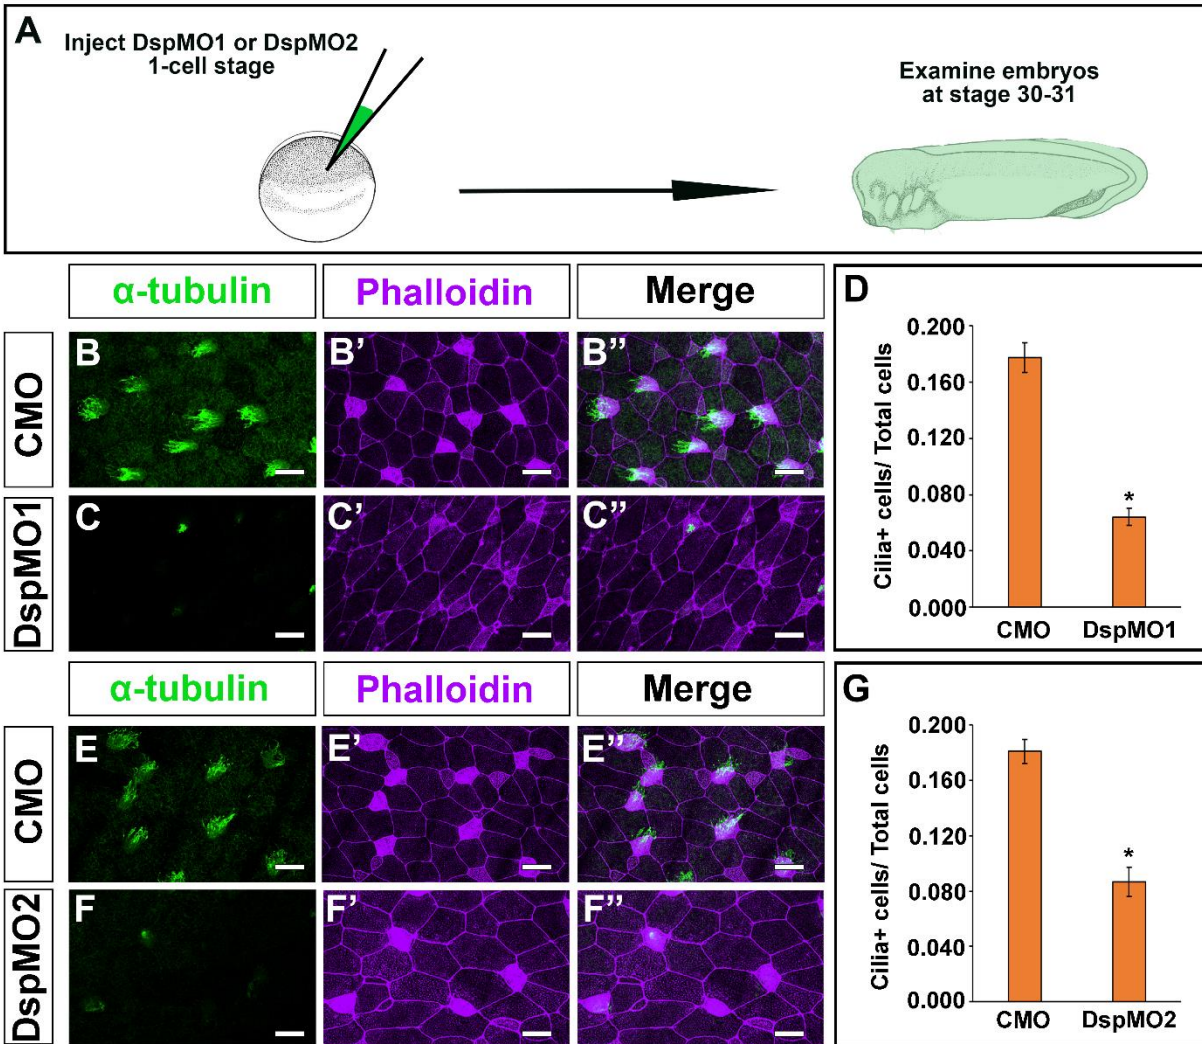 A
Inject DspMO1 or DspMO2
1-cell stage
Examine embryos
at stage 30-31
α-tubulin
Phalloidin
Merge
CMO
B
B'
B''
DspMO1
C
C'
C''
D
Cilia+ cells/ Total cells
0.200
0.160
0.120
0.080
0.040
0.000
*
CMO
DspMO1
α-tubulin
Phalloidin
Merge
CMO
E
E'
E''
DspMO2
F
F'
F''
G
Cilia+ cells/ Total cells
0.200
0.160
0.120
0.080
0.040
0.000
*
CMO
DspMO2